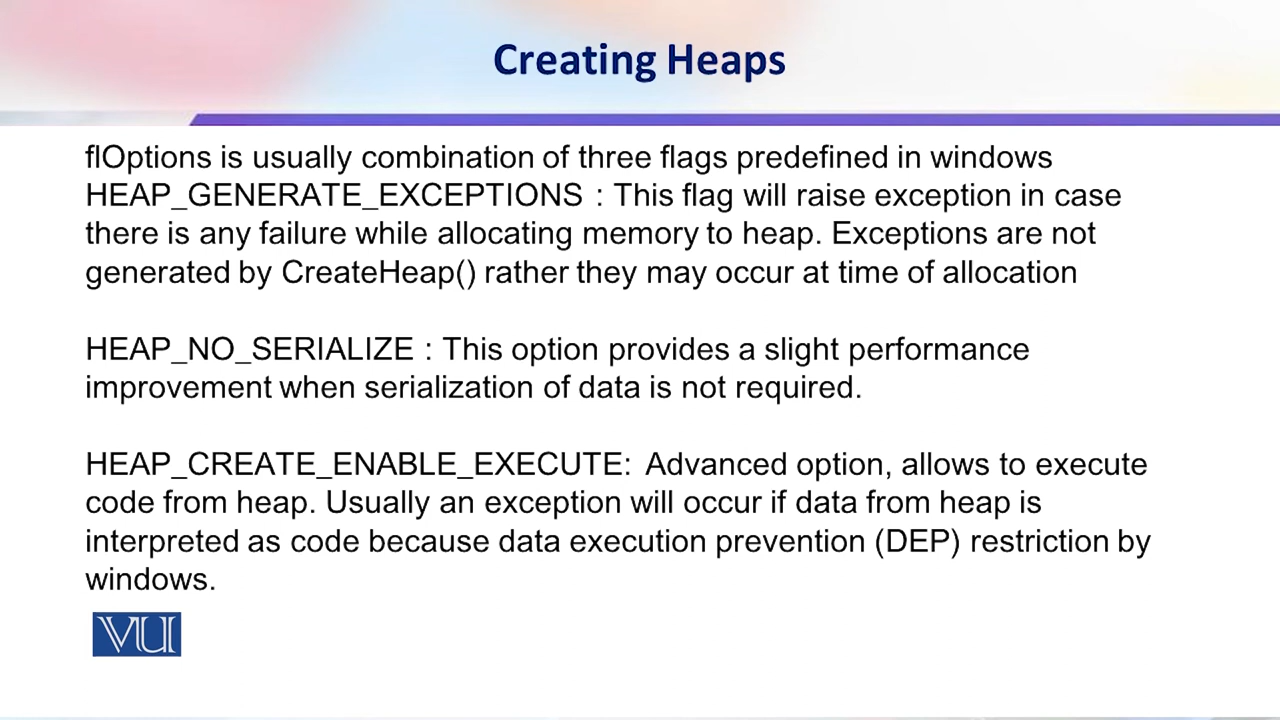 Creating Heaps
flOptions is usually combination of three flags predefined in windows
HEAP_GENERATE_EXCEPTIONS : This flag will raise exception in case
there is any failure while allocating memory to heap. Exceptions are not
generated by CreateHeap() rather they may occur at time of allocation
HEAP_NO_SERIALIZE : This option provides a slight performance
improvement when serialization of data is not required.
HEAP_CREATE_ENABLE_EXECUTE: Advanced option, allows to execute
code from heap. Usually an exception will occur if data from heap is
interpreted as code because data execution prevention (DEP) restriction by
windows.
VU